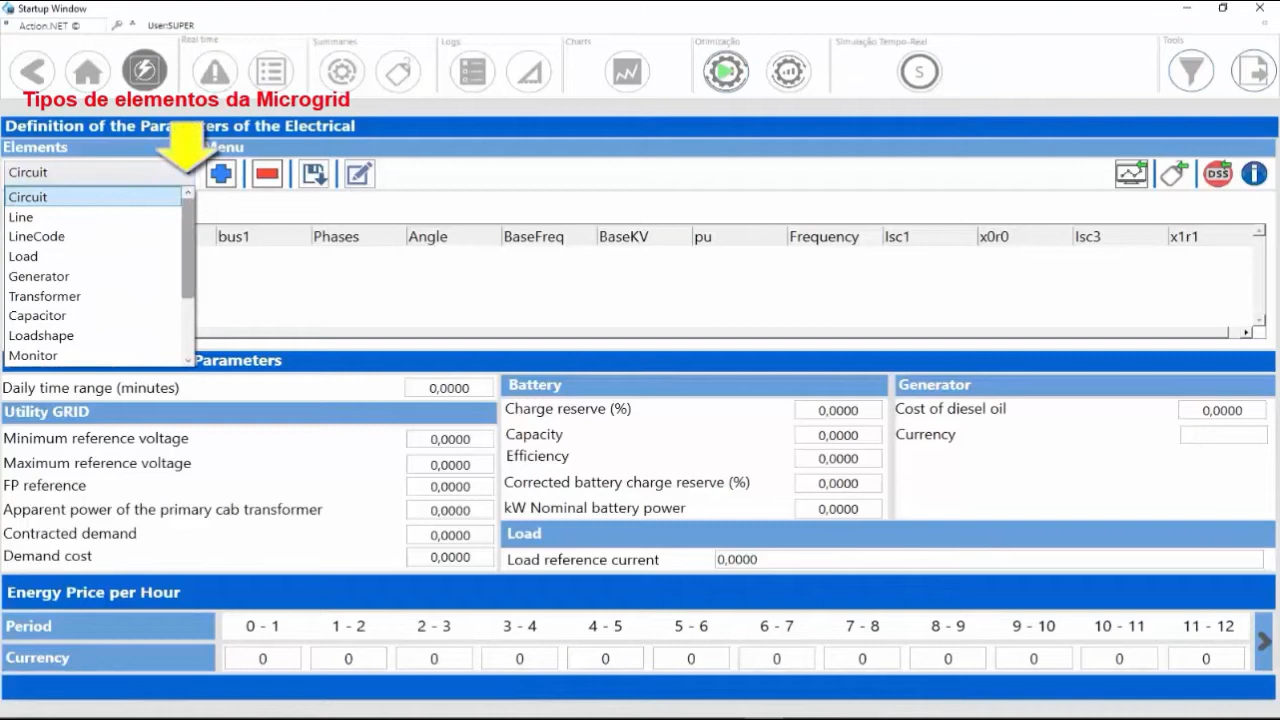 Startup Window
Action.NET © User:SUPER
Real time Summaries Logs Charts Otimização Simulação Tempo-Real Tools
S S
Tipos de elementos da Microgrid
Definition of the Para ers of the Electrical
Elements Menu
Circuit
DSS
Circuit
Line
LineCode
Load
Generator
Transformer
Capacitor
Loadshape
Monitor
bus1 Phases Angle BaseFreq BaseKV pu Frequency Isc1 x0r0 Isc3 x1r1
Parameters
Daily time range (minutes) 0,0000
Utility GRID
Minimum reference voltage 0,0000
Maximum reference voltage 0,0000
FP reference 0,0000
Apparent power of the primary cab transformer 0,0000
Contracted demand 0,0000
Demand cost 0,0000
Battery
Charge reserve (%) 0,0000
Capacity 0,0000
Efficiency 0,0000
Corrected battery charge reserve (%) 0,0000
kW Nominal battery power 0,0000
Generator
Cost of diesel oil 0,0000
Currency
Load
Load reference current 0,0000
Energy Price per Hour
Period 0 - 1 1 - 2 2 - 3 3 - 4 4 - 5 5 - 6 6 - 7 7 - 8 8 - 9 9 - 10 10 - 11 11 - 12
Currency 0 0 0 0 0 0 0 0 0 0 0 0